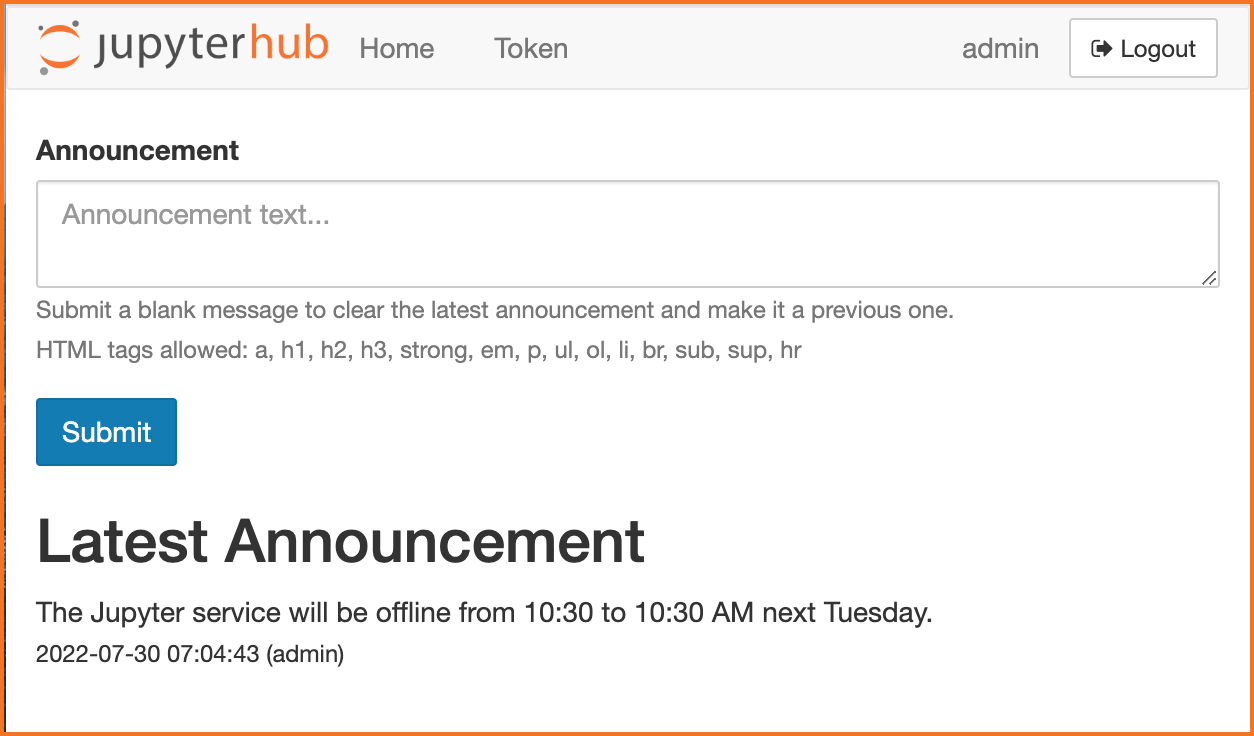 jupyterhub Home Token admin Logout
Announcement
Announcement text...
Submit a blank message to clear the latest announcement and make it a previous one.
HTML tags allowed: a, h1, h2, h3, strong, em, p, ul, ol, li, br, sub, sup, hr
Submit
Latest Announcement
The Jupyter service will be offline from 10:30 to 10:30 AM next Tuesday.
2022-07-30 07:04:43 (admin)